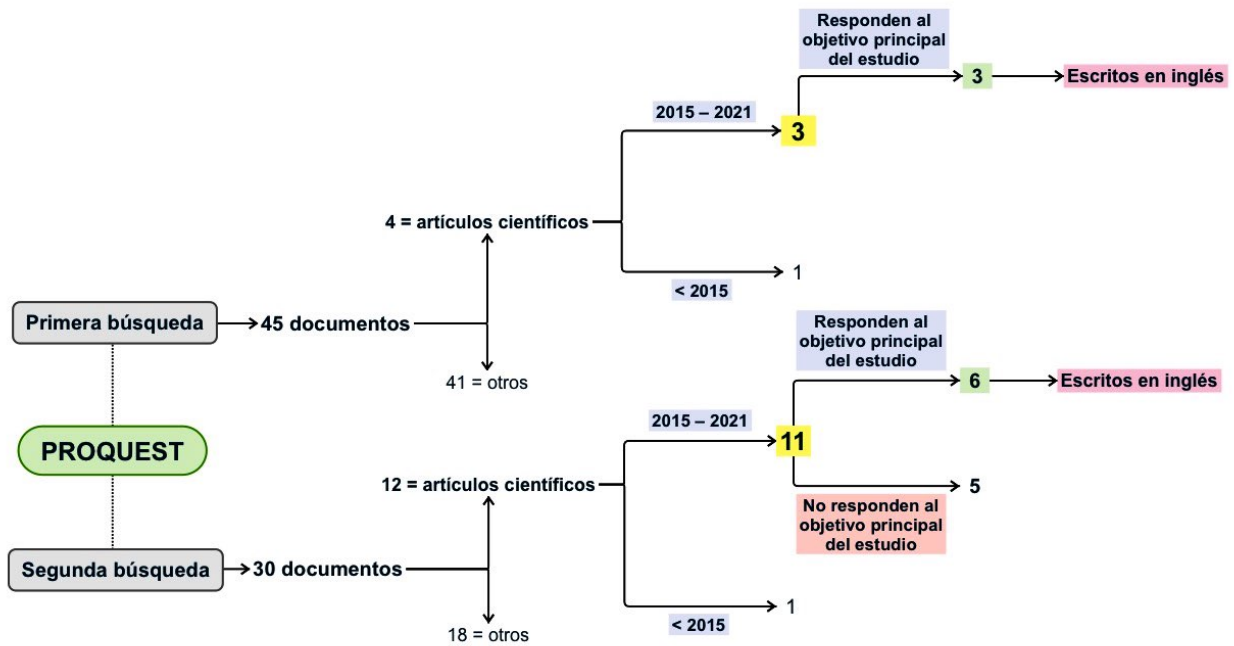 Responden al
objetivo principal
del estudio
3
Escritos en inglés
2015 – 2021
3
4 = artículos científicos
1
< 2015
Primera búsqueda
45 documentos
41 = otros
Responden al
objetivo principal
del estudio
6
Escritos en inglés
2015 – 2021
11
PROQUEST
12 = artículos científicos
5
No responden al
objetivo principal
del estudio
Segunda búsqueda
30 documentos
1
< 2015
18 = otros